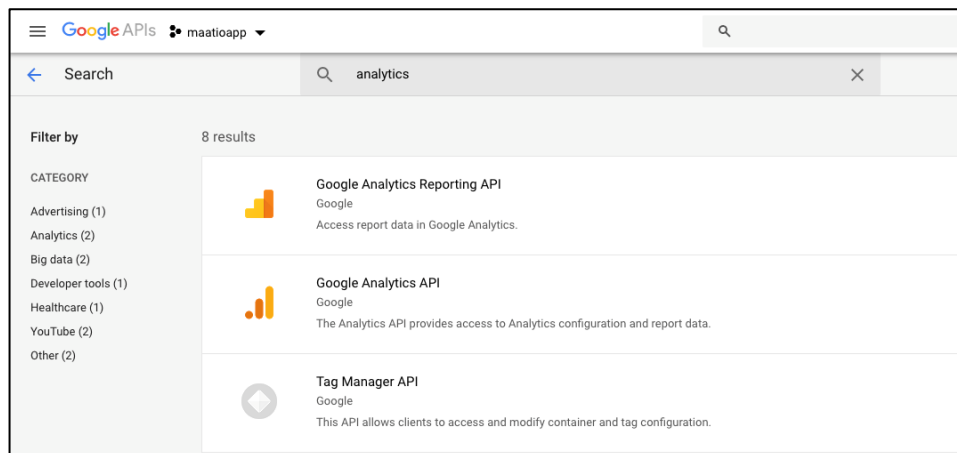 Google APIs maatioapp
Search analytics
Filter by
8 results
CATEGORY
Advertising (1)
Analytics (2)
Big data (2)
Developer tools (1)
Healthcare (1)
YouTube (2)
Other (2)
Google Analytics Reporting API
Google
Access report data in Google Analytics.
Google Analytics API
Google
The Analytics API provides access to Analytics configuration and report data.
Tag Manager API
Google
This API allows clients to access and modify container and tag configuration.